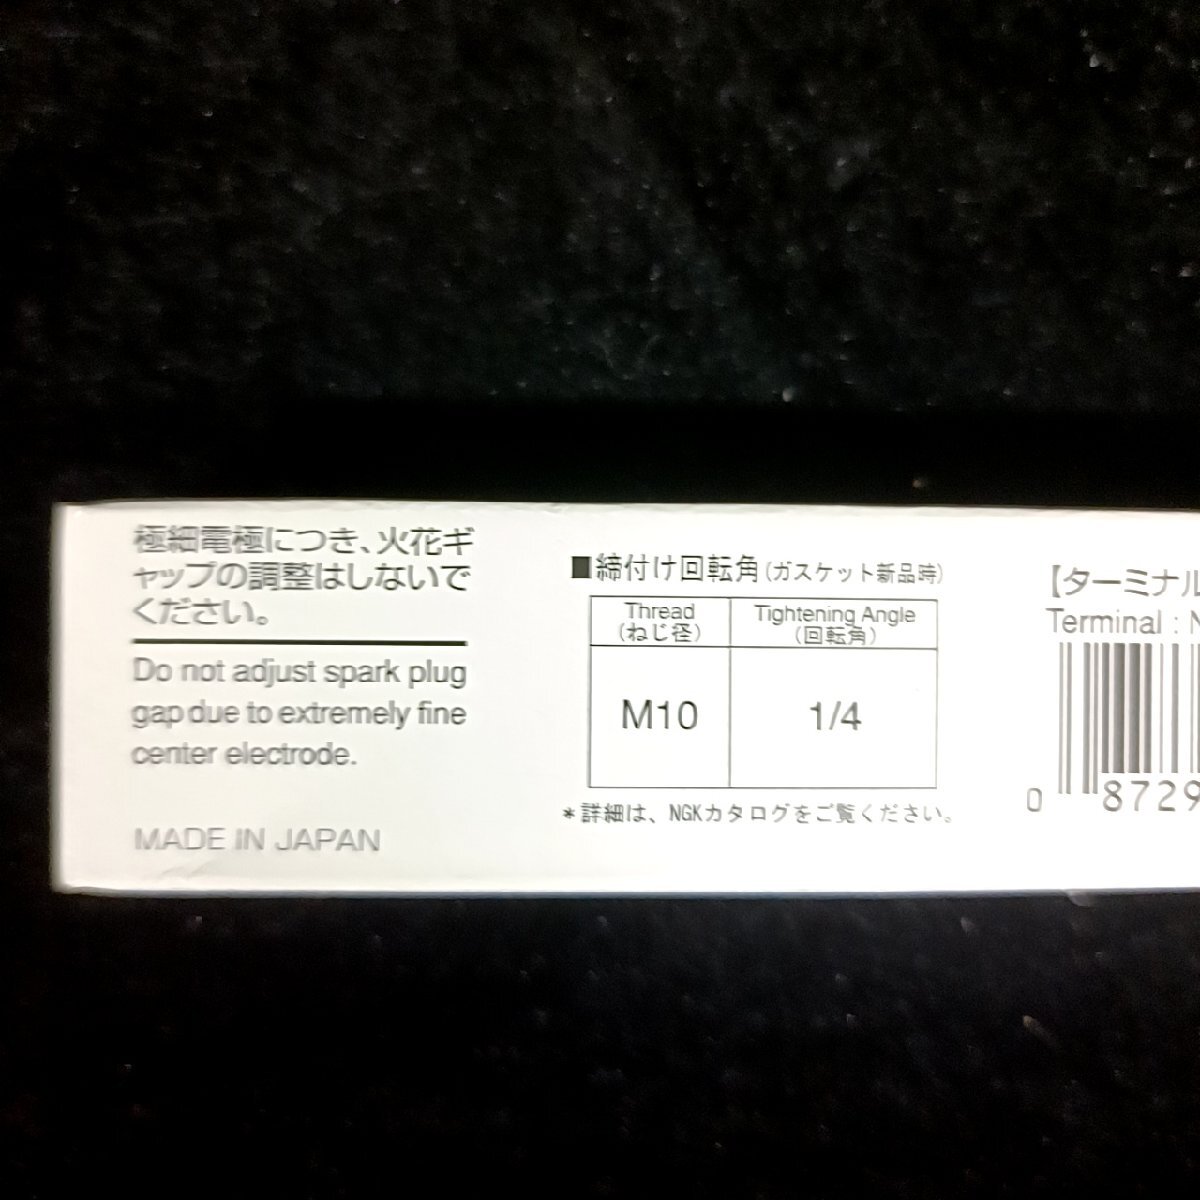 極細電極につき、火花ギ
ャップの調整はしないで
ください。
Do not adjust spark plug
gap due to extremely fine
center electrode.
MADE IN JAPAN
■締付け回転角(ガスケット新品時)
Thread Tightening Angle
(ねじ径) (回転角)
M10 1/4
*詳細は、NGKカタログをご覧ください。
【ターミナル
Terminal : N
0 8729